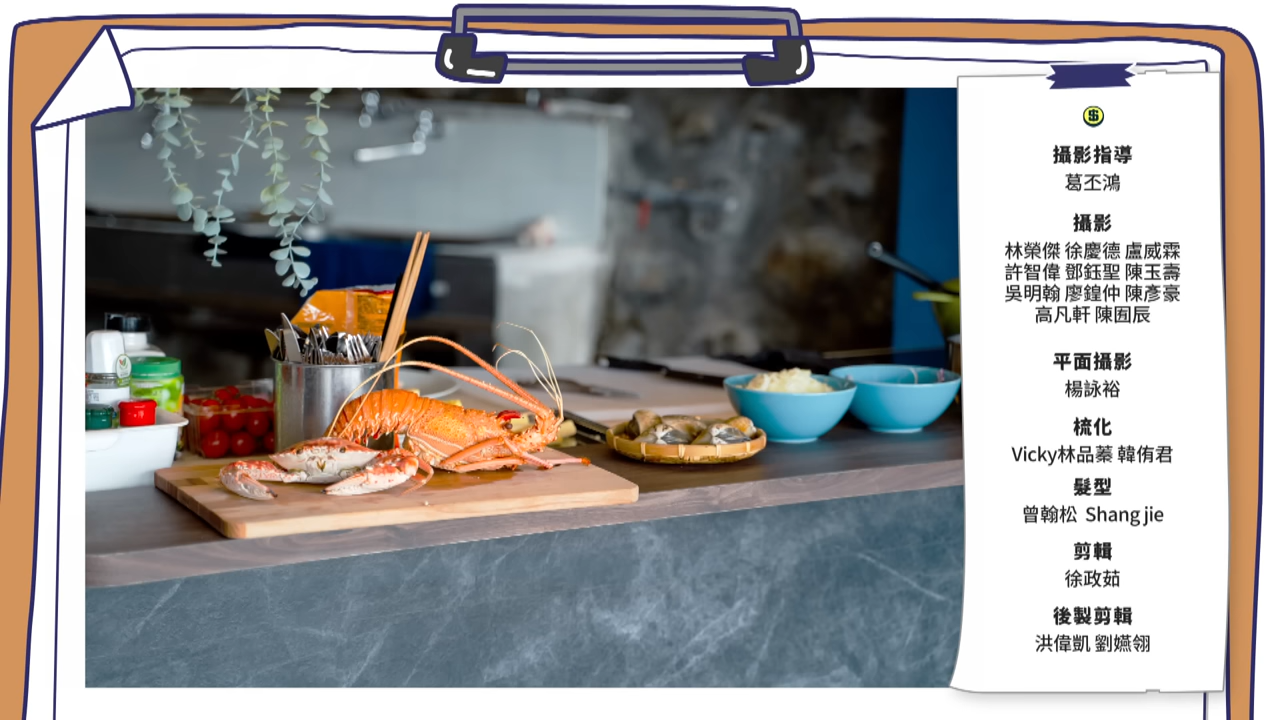 攝影指導
葛丕鴻
攝影
林榮傑 徐慶德 盧威霖
許智偉 鄧鈺聖 陳玉壽
吳明翰 廖鍠仲 陳彥豪
高凡軒 陳囿辰
平面攝影
楊詠裕
梳化
Vicky林品蓁 韓侑君
髮型
曾翰松 Shang jie
剪輯
徐政茹
後製剪輯
洪偉凱 劉嬿翎